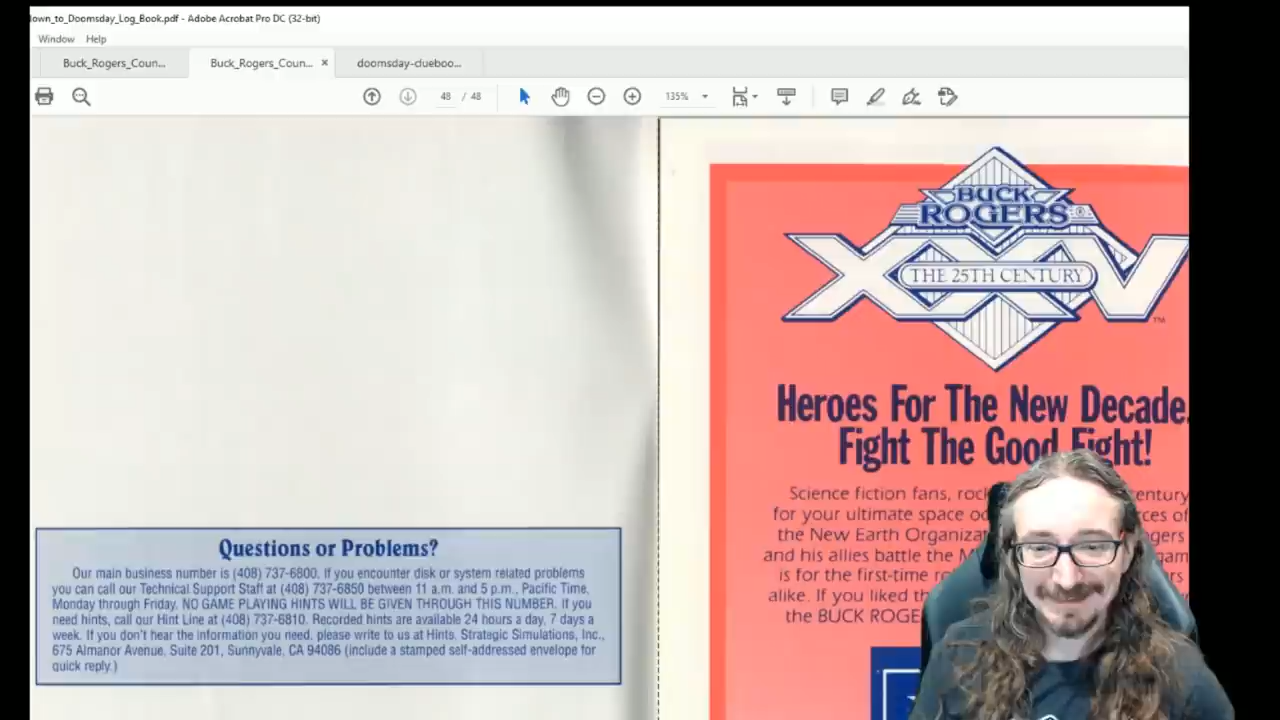 own_to_Doomsday_Log_Book.pdf - Adobe Acrobat Pro DC (32-bit)
Window Help
Buck_Rogers_Coun...
Buck_Rogers_Coun... ×
doomsday-clueboo...
48 / 48
135%
BUCK
ROGERS®
XXV™
THE 25TH CENTURY
Heroes For The New Decade.
Fight The Good Fight!
Science fiction fans, entury
for your ultimate space rces of
the New Earth ogers
and his allies battle the gam
is for the first-time
alike. If you liked
the BUCK
Questions or Problems?
Our main business number is (408) 737-6800. If you encounter disk or system related problems
you can call our Technical Support Staff at (408) 737-6850 between 11 a.m. and 5 p.m., Pacific Time,
Monday through Friday. NO GAME PLAYING HINTS WILL BE GIVEN THROUGH THIS NUMBER. If you
need hints, call our Hint Line at (408) 737-6810. Recorded hints are available 24 hours a day, 7 days a
week. If you don't hear the information you need, please write to us at Hints. Strategic Simulations, Inc.,
675 Almanor Avenue, Suite 201, Sunnyvale, CA 94086 (include a stamped self-addressed envelope for
quick reply.)